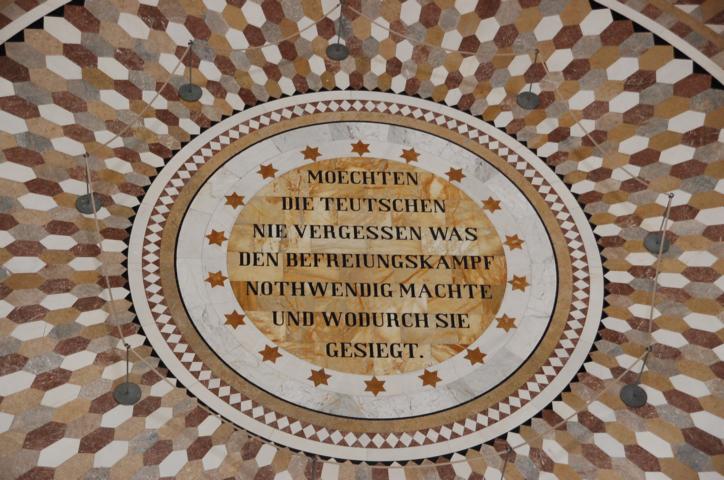 MOECHTEN
DIE TEUTSCHEN
NIE VERGESSEN WAS
DEN BEFREIUNGSKAMPF
NOTHWENDIG MACHTE
UND WODURCH SIE
GESIEGT.